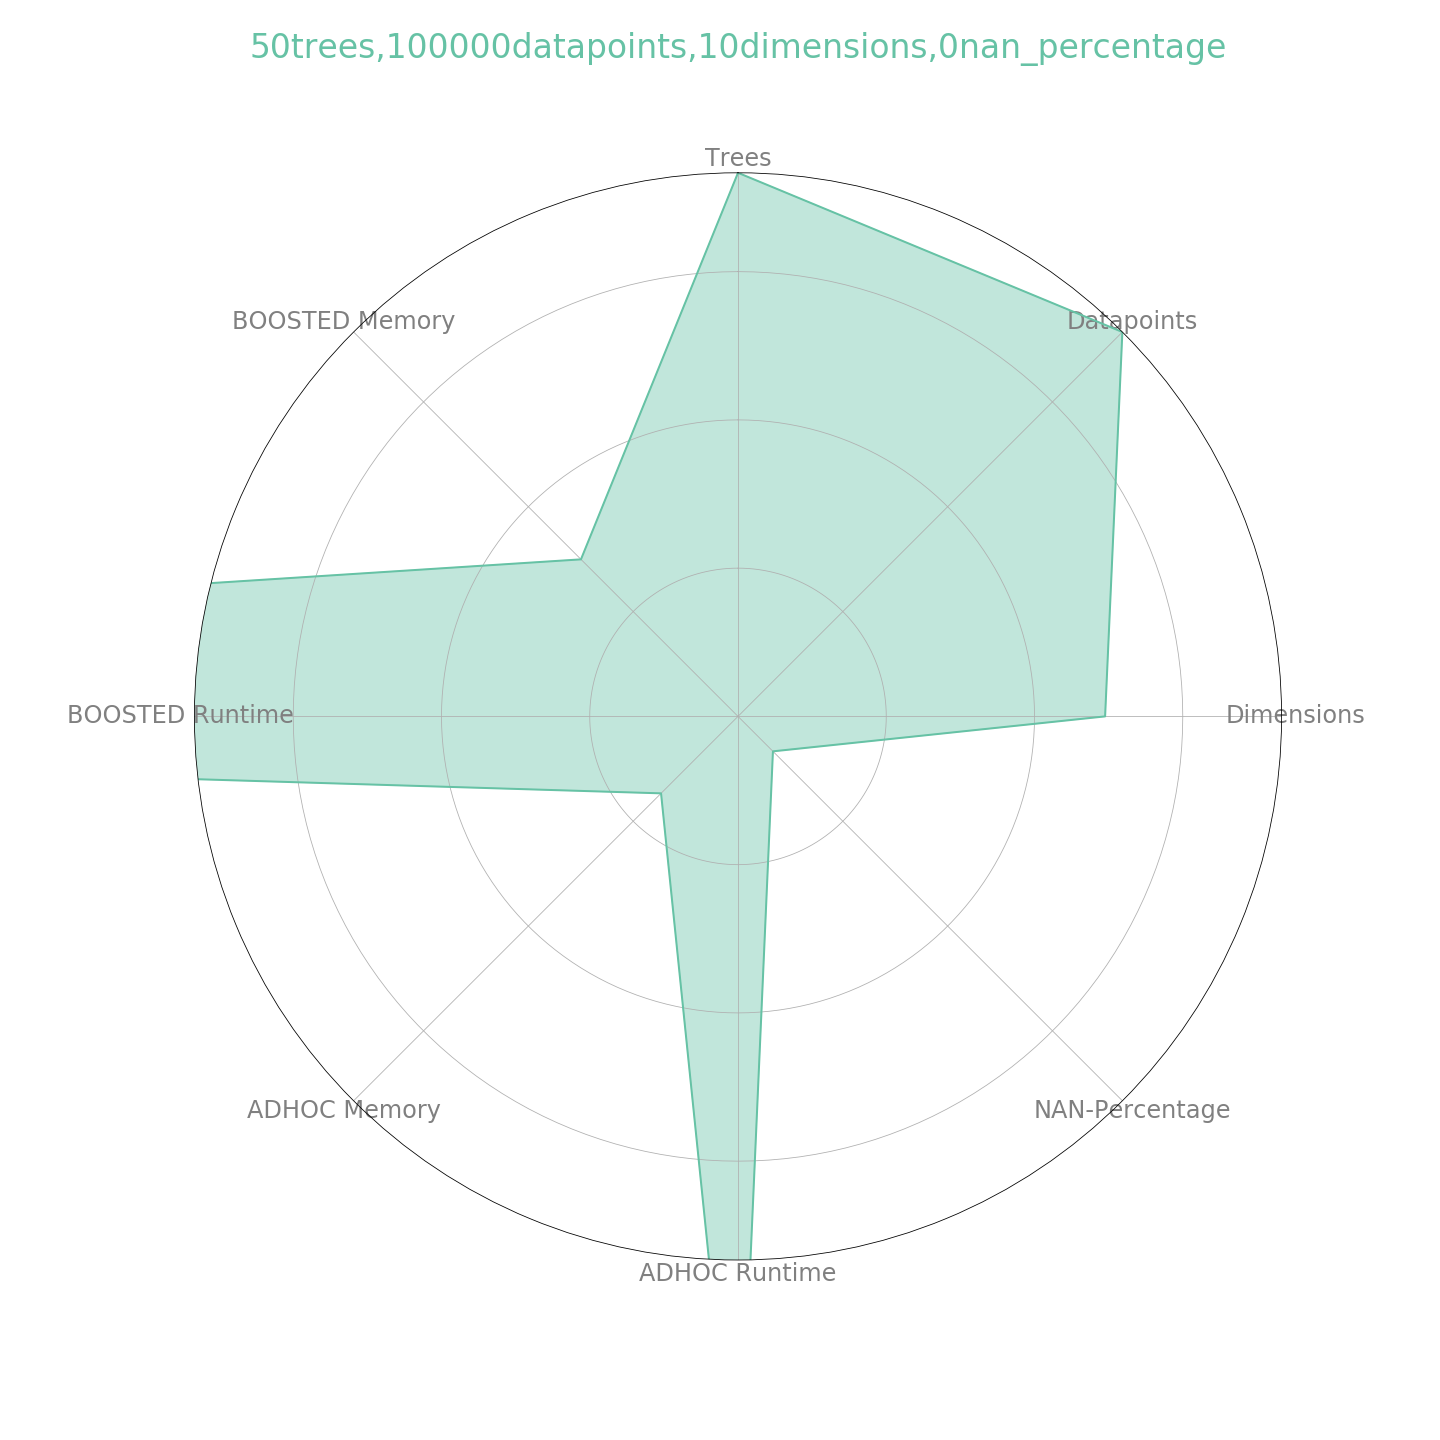 50trees,100000datapoints,10dimensions,0nan_percentage
Trees
BOOSTED Memory
Datapoints
BOOSTED Runtime
Dimensions
ADHOC Memory
NAN-Percentage
ADHOC Runtime